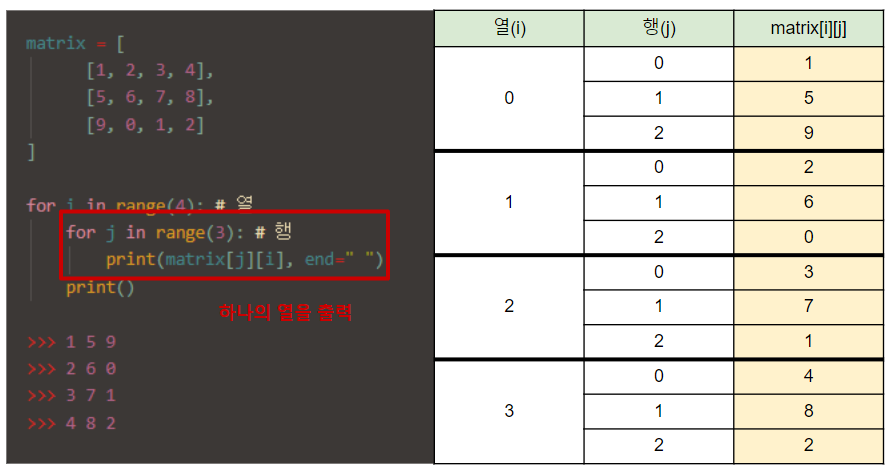 matrix = [
[1, 2, 3, 4],
[5, 6, 7, 8],
[9, 0, 1, 2]
]
for i in range(4): # 열
for j in range(3): # 행
print(matrix[j][i], end=" ")
print()
하나의 열을 출력
>>> 1 5 9
>>> 2 6 0
>>> 3 7 1
>>> 4 8 2
열(i) 행(j) matrix[i][j]
0 0 1
1 5
2 9
1 0 2
1 6
2 0
2 0 3
1 7
2 1
3 0 4
1 8
2 2